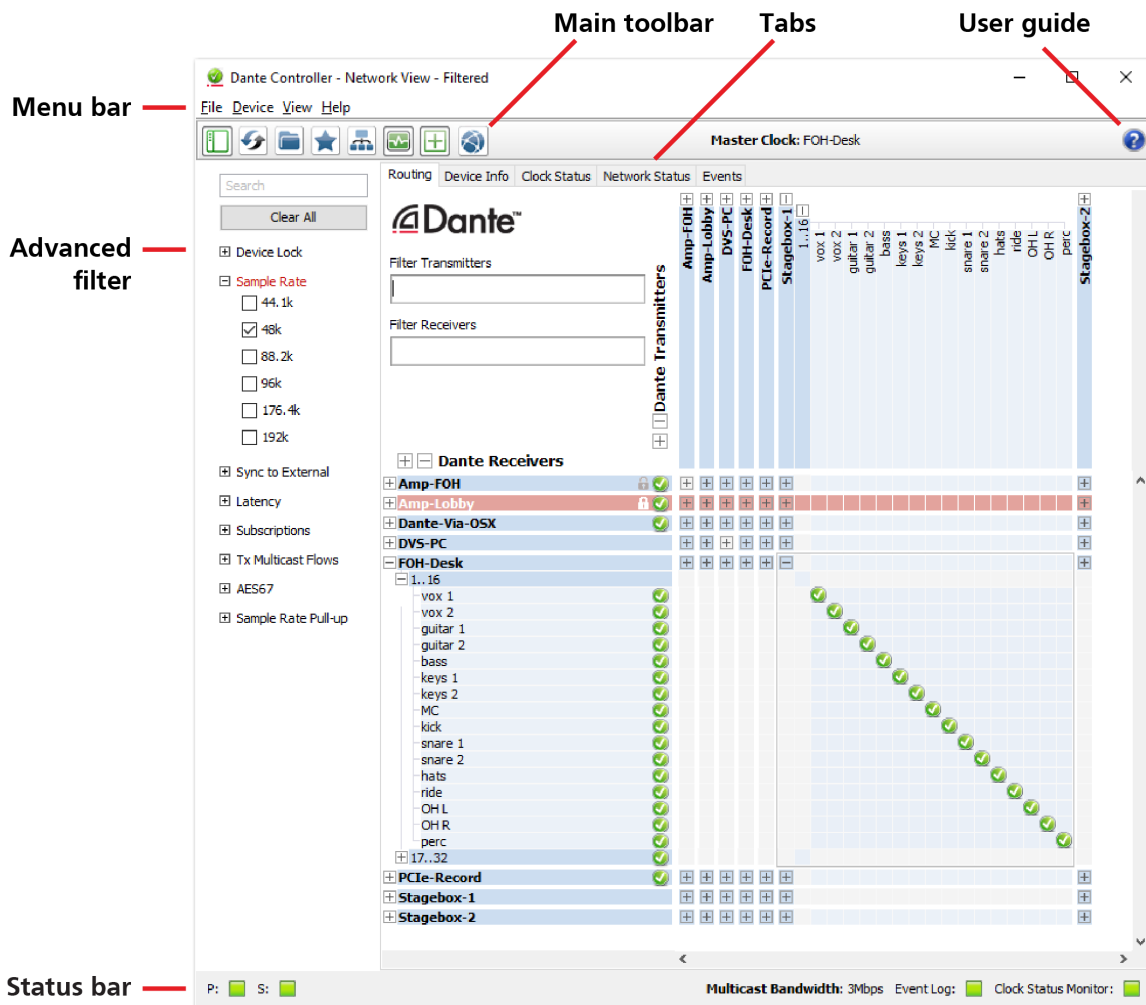 Main toolbar Tabs User guide
Dante Controller - Network View - Filtered
Menu bar
File Device View Help
Master Clock: FOH-Desk
Search
Clear All
Advanced
filter
Device Lock
Sample Rate
44.1k
48k
88.2k
96k
176.4k
192k
Sync to External
Latency
Subscriptions
Tx Multicast Flows
AES67
Sample Rate Pull-up
Routing Device Info Clock Status Network Status Events
Dante™
Filter Transmitters
Filter Receivers
Dante Transmitters
Amp-FOH
Amp-Lobby
DVS-PC
FOH-Desk
PCIe-Record
Stagebox-1
1..16
vox 1
vox 2
guitar 1
guitar 2
bass
keys 1
keys 2
MC
kick
snare 1
snare 2
hats
ride
OH L
OH R
perc
Stagebox-2
Dante Receivers
Amp-FOH
Amp-Lobby
Dante-Via-OSX
DVS-PC
FOH-Desk
1..16
vox 1
vox 2
guitar 1
guitar 2
bass
keys 1
keys 2
MC
kick
snare 1
snare 2
hats
ride
OH L
OH R
perc
17..32
PCIe-Record
Stagebox-1
Stagebox-2
Status bar
P: S:
Multicast Bandwidth: 3Mbps Event Log: Clock Status Monitor: